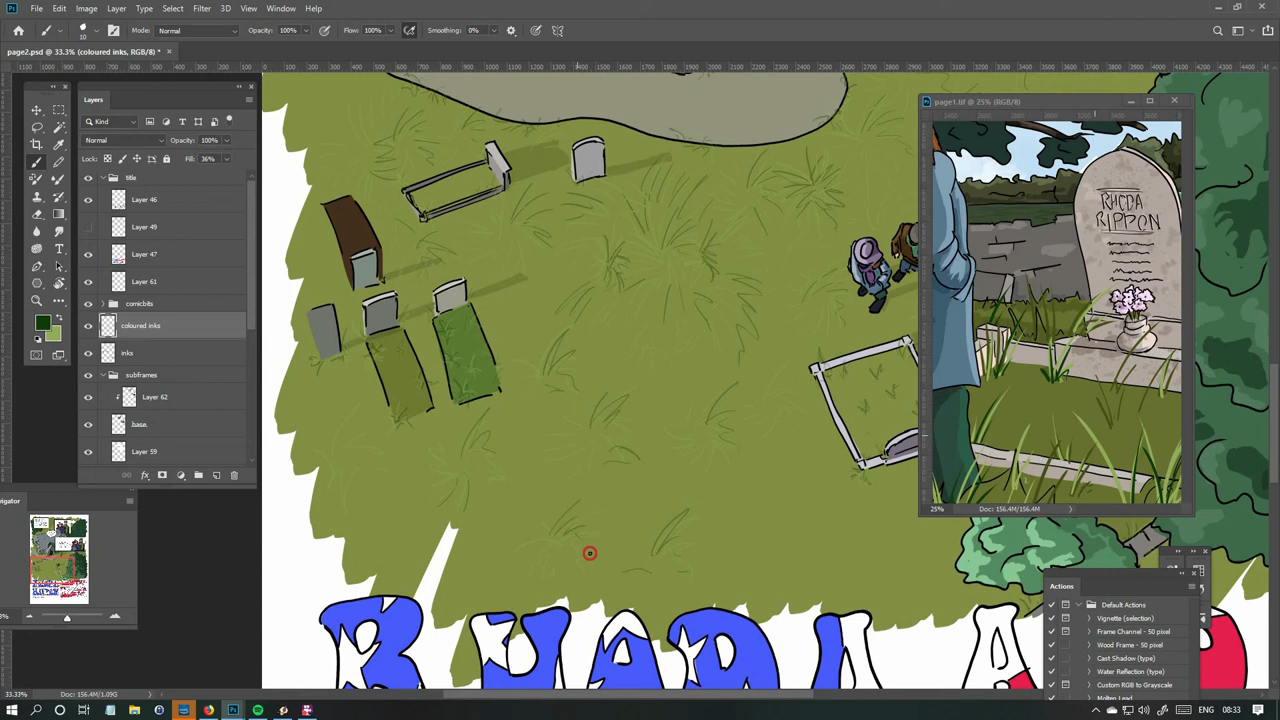 File Edit Image Layer Type Select Filter 3D View Window Help
10 Mode: Normal Opacity: 100% Flow: 100% Smoothing: 0%
page2.psd @ 33.3% (coloured inks, RGB/8) * ×
Layers
Kind
Normal Opacity: 100%
Lock: Fill: 36%
title
Layer 46
Layer 49
Layer 47
Layer 61
comicbits
coloured inks
inks
subframes
Layer 62
base
Layer 59
page1.tif @ 25% (RGB/8)
RHODA
RIPPON
25% Doc: 156.4M/156.4M
Actions
Default Actions
Vignette (selection)
Frame Channel - 50 pixel
Wood Frame - 50 pixel
Cast Shadow (type)
Water Reflection (type)
Custom RGB to Grayscale
Molten Lead
33.33% Doc: 156.4M/1.09G
ENG 08:33